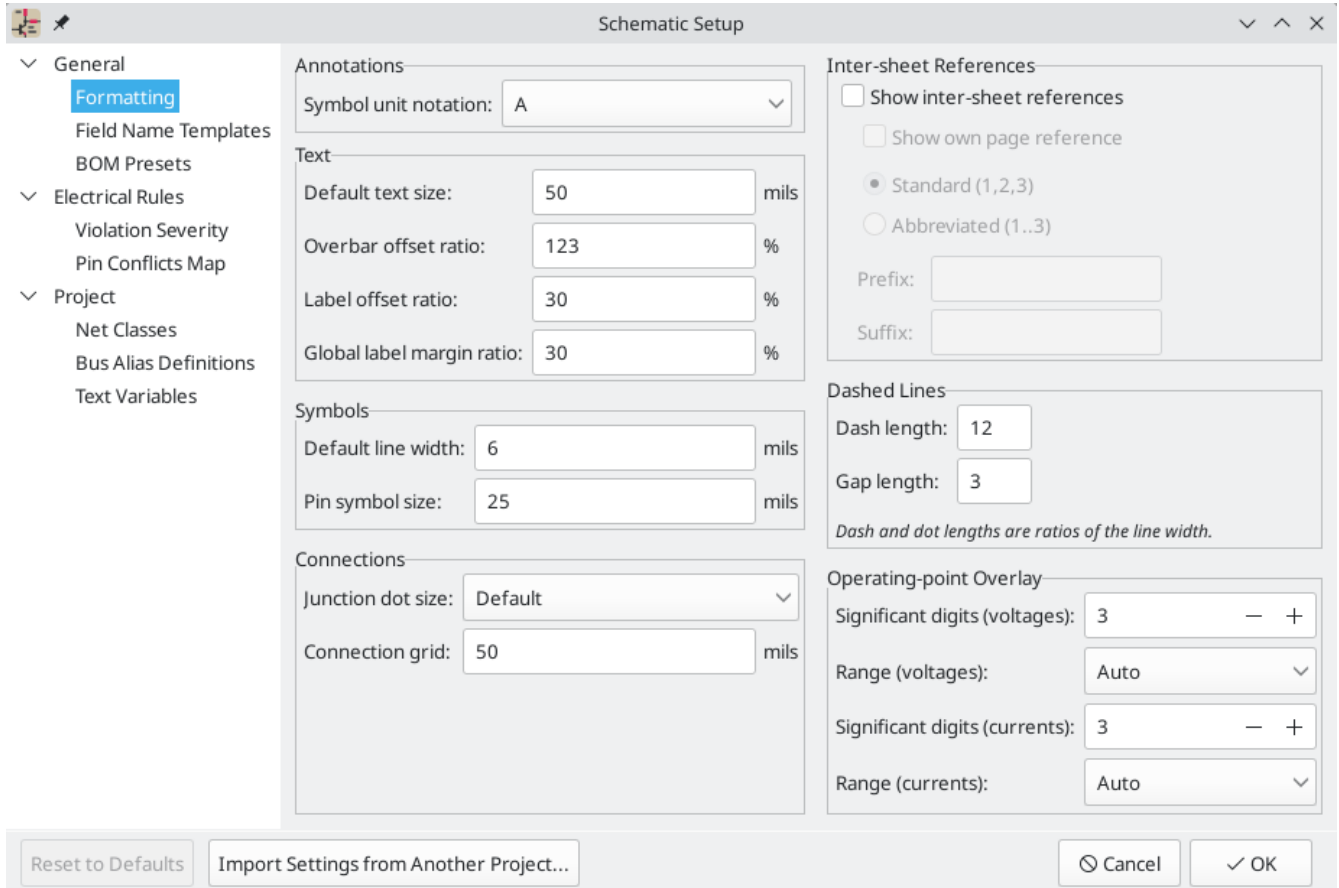 Schematic Setup
General
Formatting
Field Name Templates
BOM Presets
Electrical Rules
Violation Severity
Pin Conflicts Map
Project
Net Classes
Bus Alias Definitions
Text Variables
Annotations
Symbol unit notation: A
Text
Default text size: 50 mils
Overbar offset ratio: 123 %
Label offset ratio: 30 %
Global label margin ratio: 30 %
Symbols
Default line width: 6 mils
Pin symbol size: 25 mils
Connections
Junction dot size: Default
Connection grid: 50 mils
Inter-sheet References
Show inter-sheet references
Show own page reference
Standard (1,2,3)
Abbreviated (1..3)
Prefix:
Suffix:
Dashed Lines
Dash length: 12
Gap length: 3
Dash and dot lengths are ratios of the line width.
Operating-point Overlay
Significant digits (voltages): 3
Range (voltages): Auto
Significant digits (currents): 3
Range (currents): Auto
Reset to Defaults
Import Settings from Another Project...
Cancel
OK